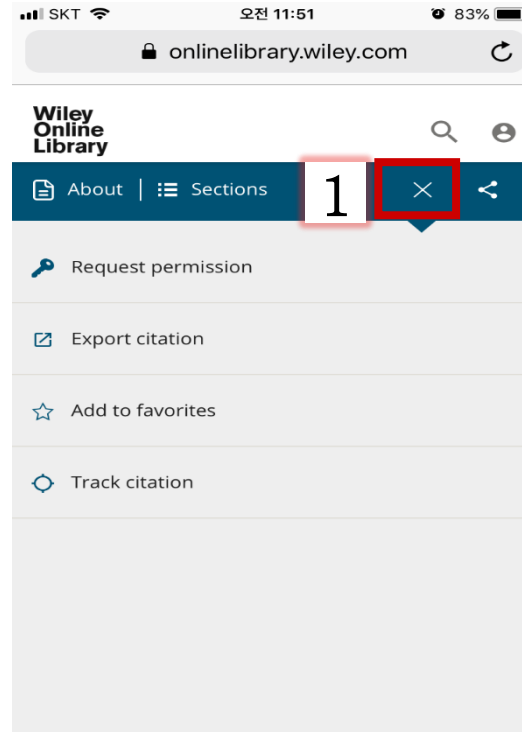 SKT 오전 11:51 83%
onlinelibrary.wiley.com
Wiley
Online
Library
About | Sections 1
Request permission
Export citation
Add to favorites
Track citation